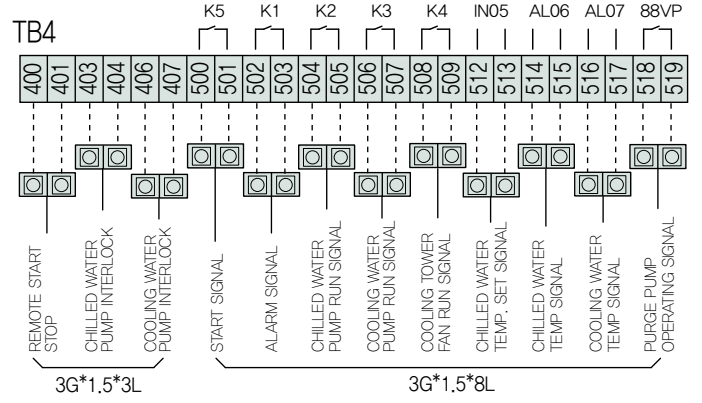 K5 K1 K2 K3 K4 IN05 AL06 AL07 88VP
TB4
400 401 403 404 406 407 500 501 502 503 504 505 506 507 508 509 512 513 514 515 516 517 518 519
REMOTE START
STOP
CHILLED WATER
PUMP INTERLOCK
COOLING WATER
PUMP INTERLOCK
START SIGNAL
ALARM SIGNAL
CHILLED WATER
PUMP RUN SIGNAL
COOLING WATER
PUMP RUN SIGNAL
COOLING TOWER
FAN RUN SIGNAL
CHILLED WATER
TEMP. SET SIGNAL
CHILLED WATER
TEMP SIGNAL
COOLING WATER
TEMP SIGNAL
PURGE PUMP
OPERATING SIGNAL
3G*1.5*3L
3G*1.5*8L